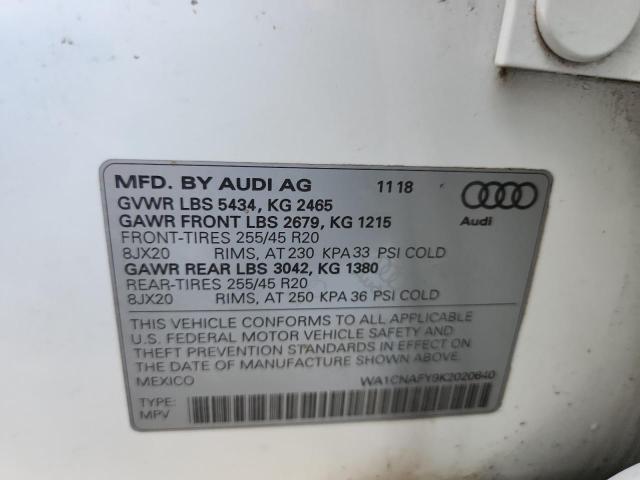 MFD. BY AUDI AG 11 18
GVWR LBS 5434, KG 2465
GAWR FRONT LBS 2679, KG 1215
FRONT-TIRES 255/45 R20
8JX20 RIMS, AT 230 KPA 33 PSI COLD
GAWR REAR LBS 3042, KG 1380
REAR-TIRES 255/45 R20
8JX20 RIMS, AT 250 KPA 36 PSI COLD
Audi
THIS VEHICLE CONFORMS TO ALL APPLICABLE
U.S. FEDERAL MOTOR VEHICLE SAFETY AND
THEFT PREVENTION STANDARDS IN EFFECT ON
THE DATE OF MANUFACTURE SHOWN ABOVE.
MEXICO WA1CNAFY9K2020640
TYPE:
MPV